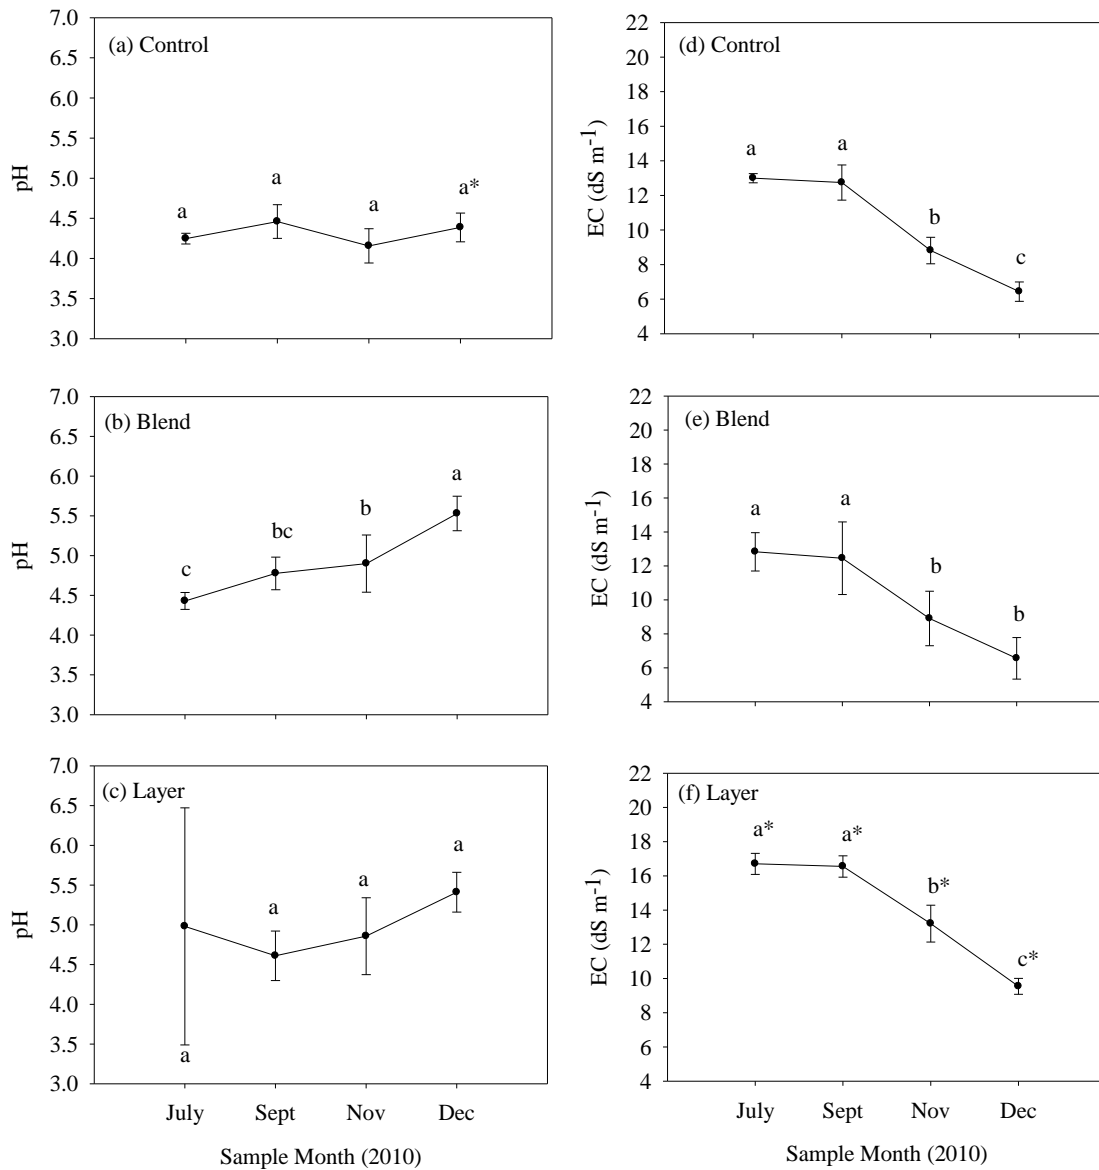 (a) Control
7.0
6.5
6.0
5.5
5.0
4.5
4.0
3.5
3.0
pH
a
a
a
a*
(d) Control
22
20
18
16
14
12
10
8
6
4
EC (dS m-1)
a
a
b
c
(b) Blend
7.0
6.5
6.0
5.5
5.0
4.5
4.0
3.5
3.0
pH
c
bc
b
a
(e) Blend
22
20
18
16
14
12
10
8
6
4
EC (dS m-1)
a
a
b
b
(c) Layer
7.0
6.5
6.0
5.5
5.0
4.5
4.0
3.5
3.0
pH
a
a
a
a
July Sept Nov Dec
Sample Month (2010)
(f) Layer
22
20
18
16
14
12
10
8
6
4
EC (dS m-1)
a*
a*
b*
c*
July Sept Nov Dec
Sample Month (2010)